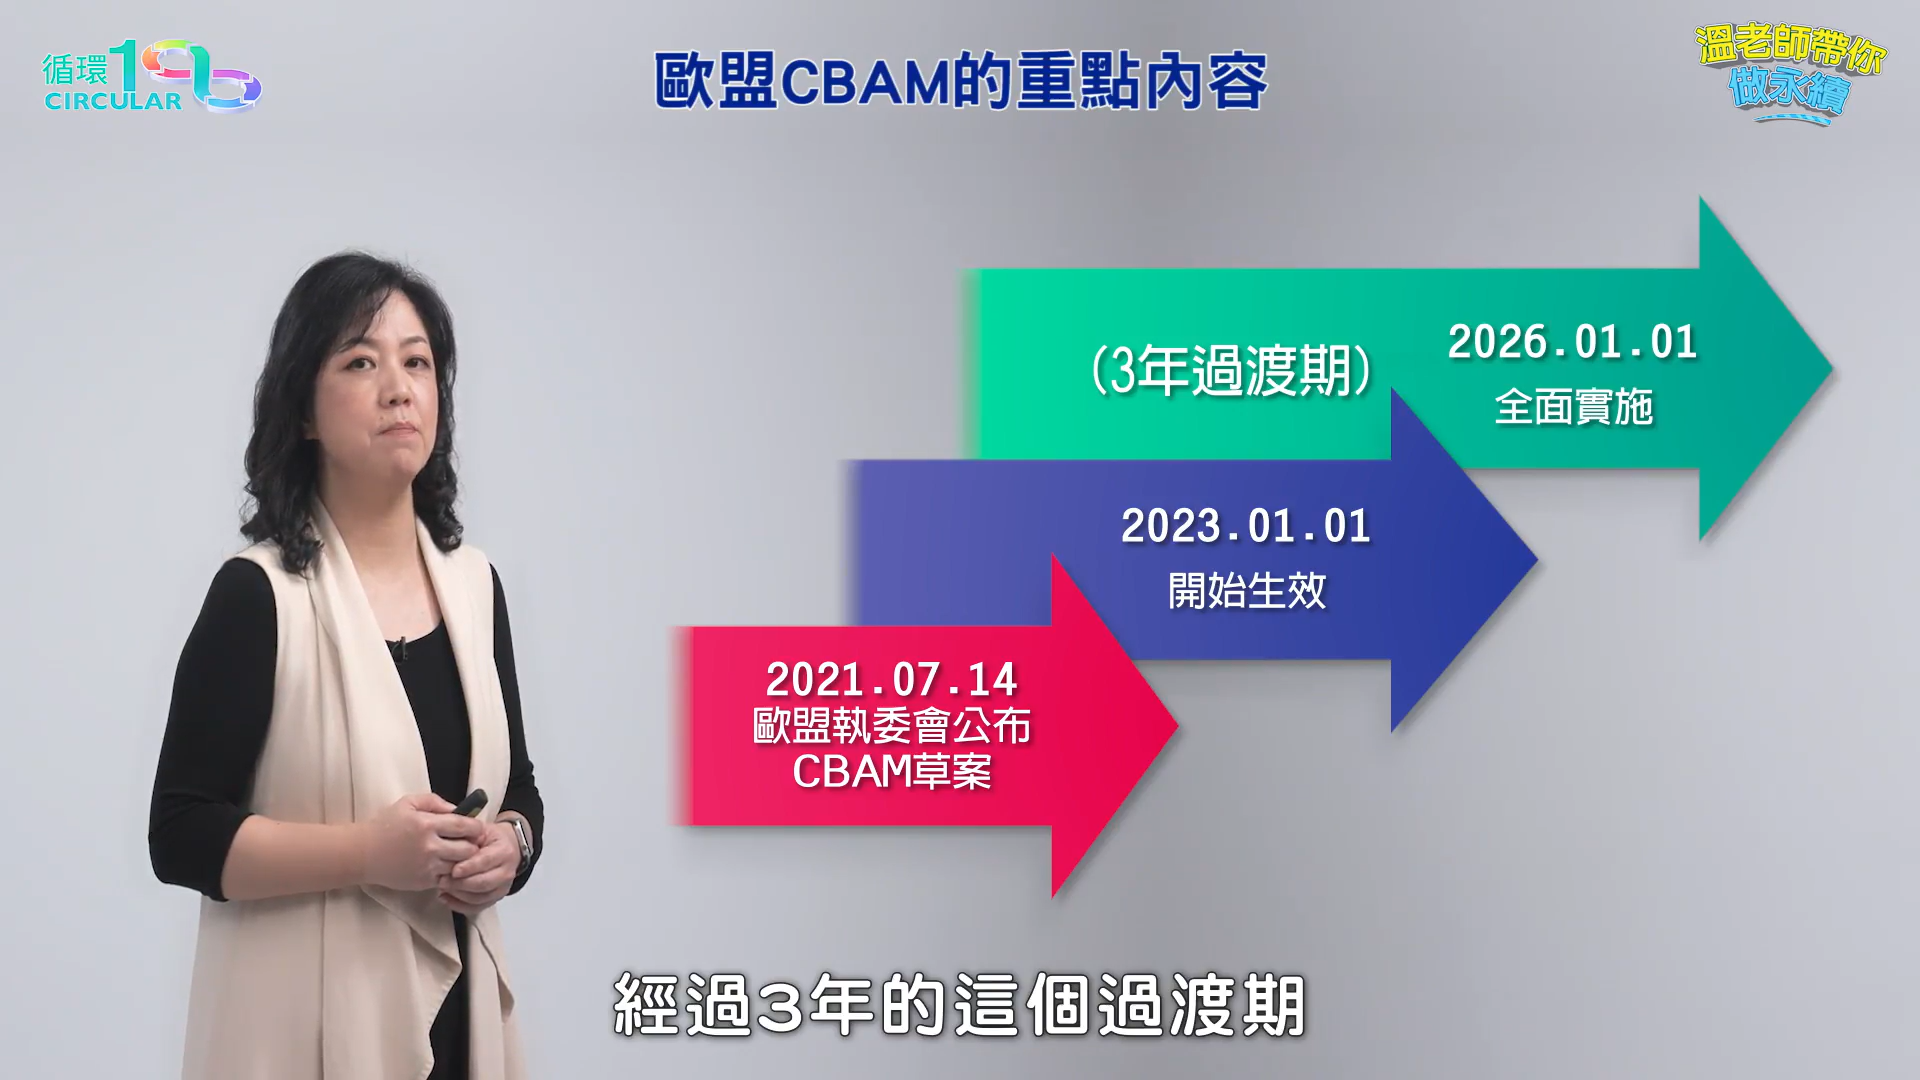 循環
CIRCULAR
歐盟CBAM的重點內容
溫老師帶你
做永續
(3年過渡期)
2026.01.01
全面實施
2023.01.01
開始生效
2021.07.14
歐盟執委會公布
CBAM草案
經過3年的這個過渡期